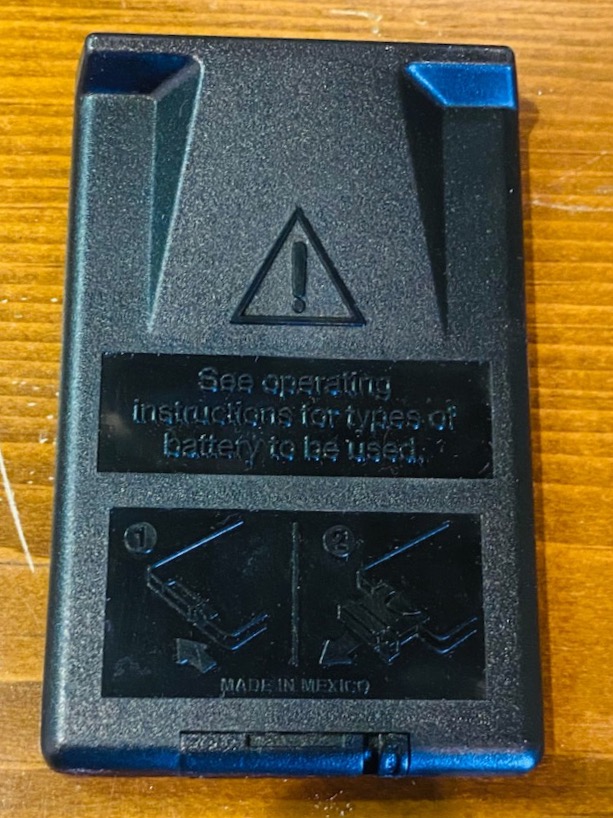 See operating
instructions for types of
battery to be used.
1 2
MADE IN MEXICO